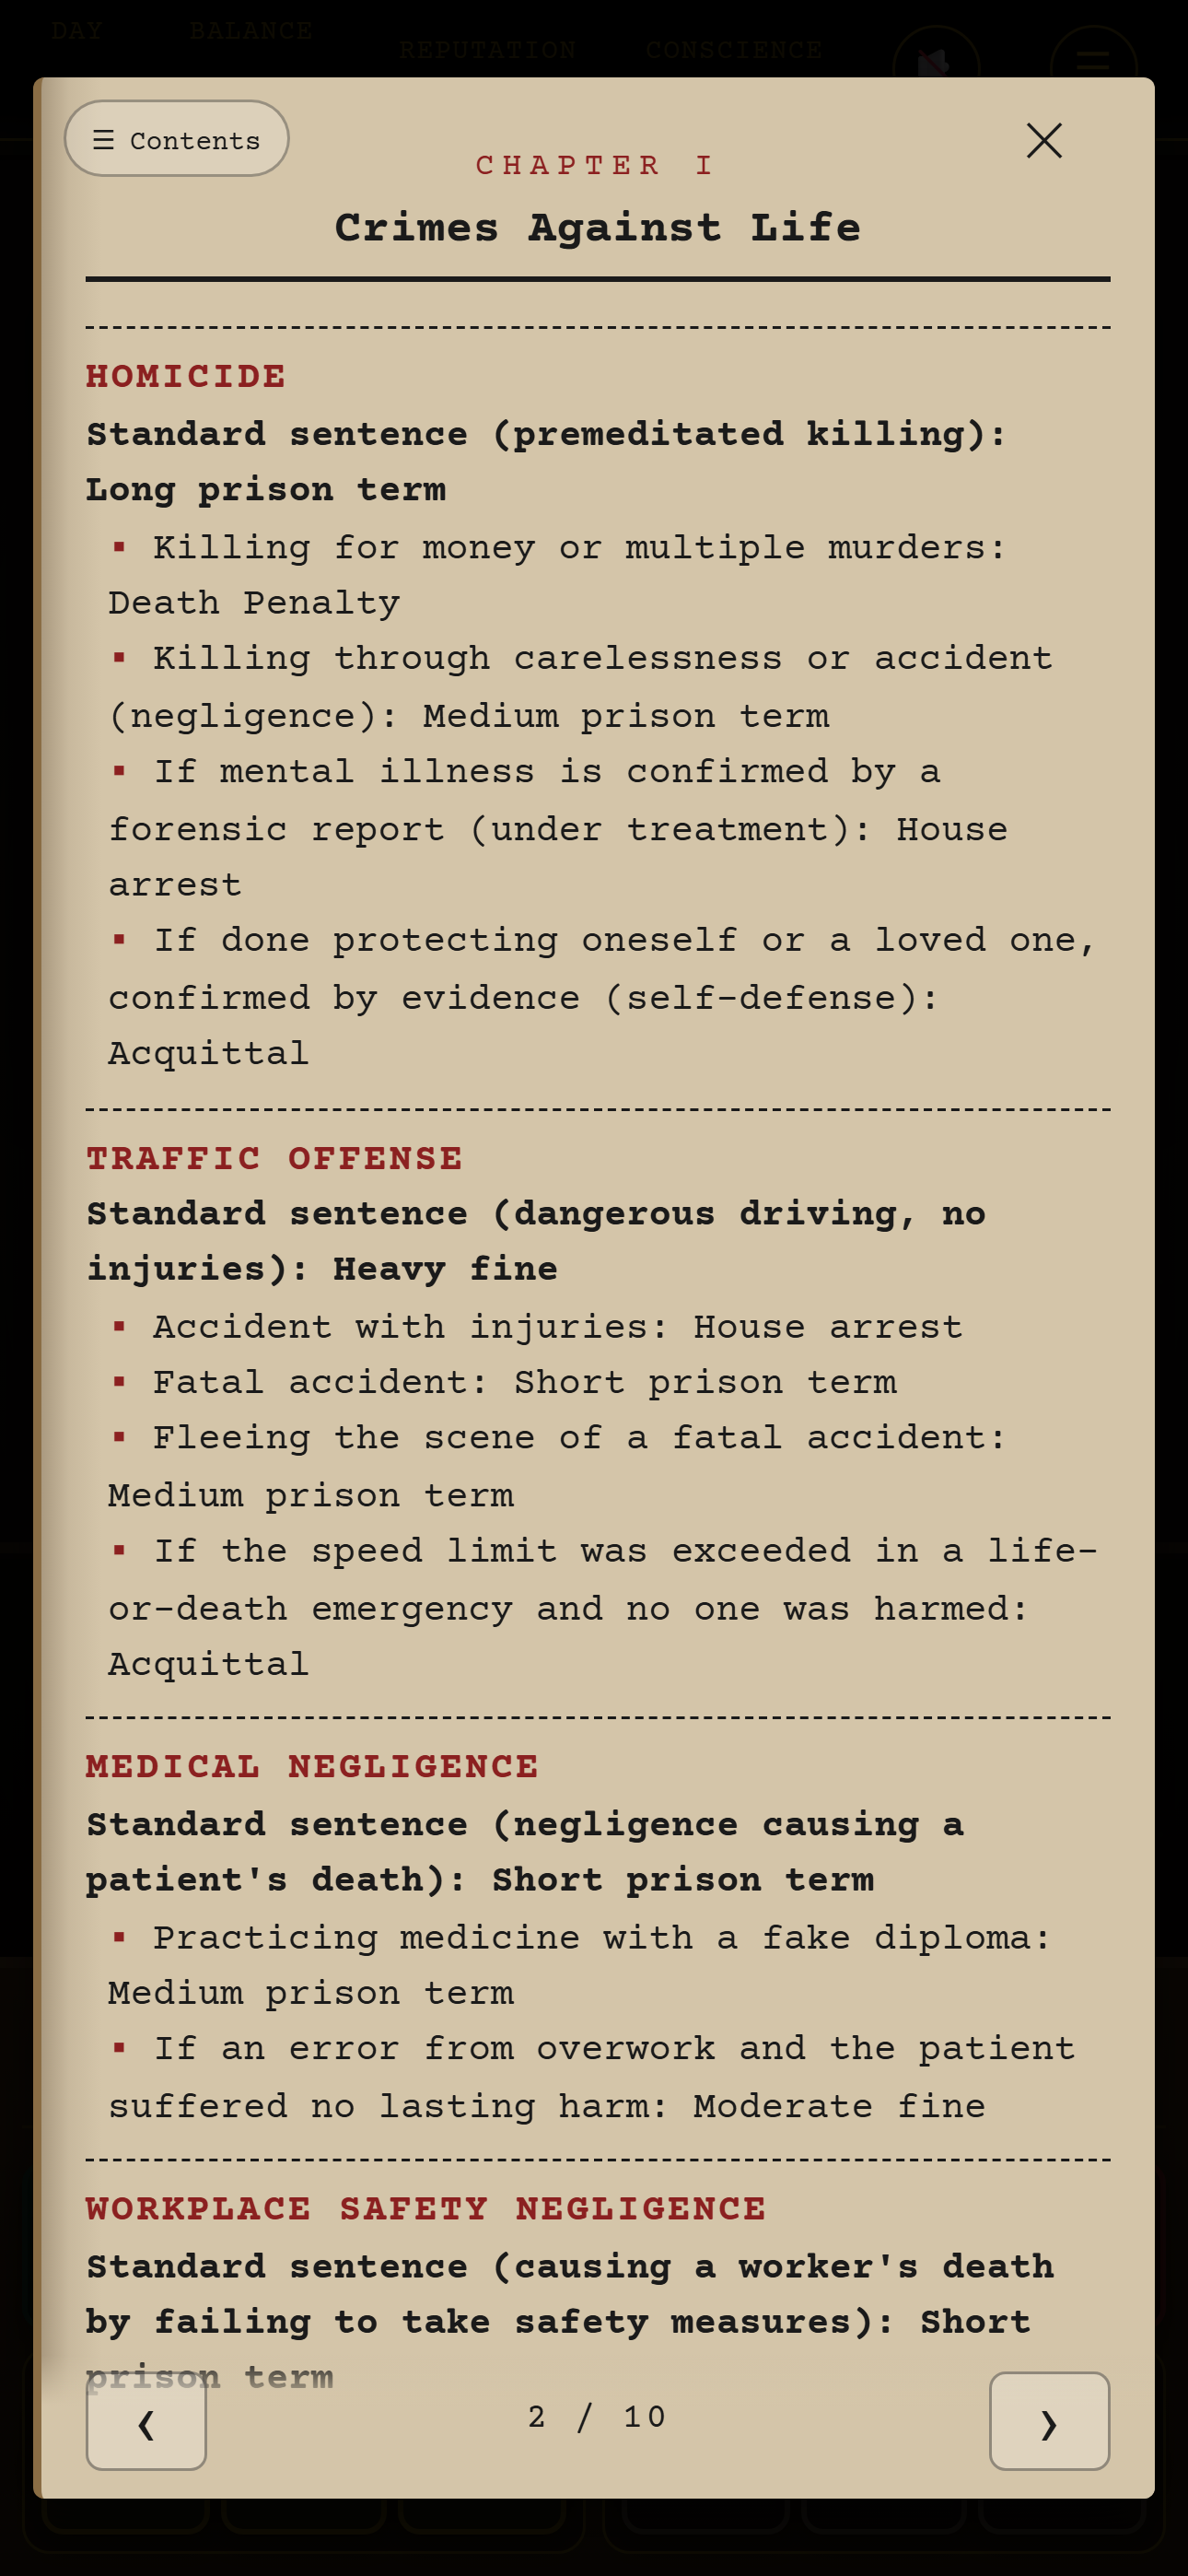 DAY BALANCE
REPUTATION CONSCIENCE
☰ Contents
CHAPTER I
Crimes Against Life
HOMICIDE
Standard sentence (premeditated killing):
Long prison term
▪ Killing for money or multiple murders:
Death Penalty
▪ Killing through carelessness or accident
(negligence): Medium prison term
▪ If mental illness is confirmed by a
forensic report (under treatment): House
arrest
▪ If done protecting oneself or a loved one,
confirmed by evidence (self-defense):
Acquittal
TRAFFIC OFFENSE
Standard sentence (dangerous driving, no
injuries): Heavy fine
▪ Accident with injuries: House arrest
▪ Fatal accident: Short prison term
▪ Fleeing the scene of a fatal accident:
Medium prison term
▪ If the speed limit was exceeded in a life-
or-death emergency and no one was harmed:
Acquittal
MEDICAL NEGLIGENCE
Standard sentence (negligence causing a
patient's death): Short prison term
▪ Practicing medicine with a fake diploma:
Medium prison term
▪ If an error from overwork and the patient
suffered no lasting harm: Moderate fine
WORKPLACE SAFETY NEGLIGENCE
Standard sentence (causing a worker's death
by failing to take safety measures): Short
prison term
2 / 10